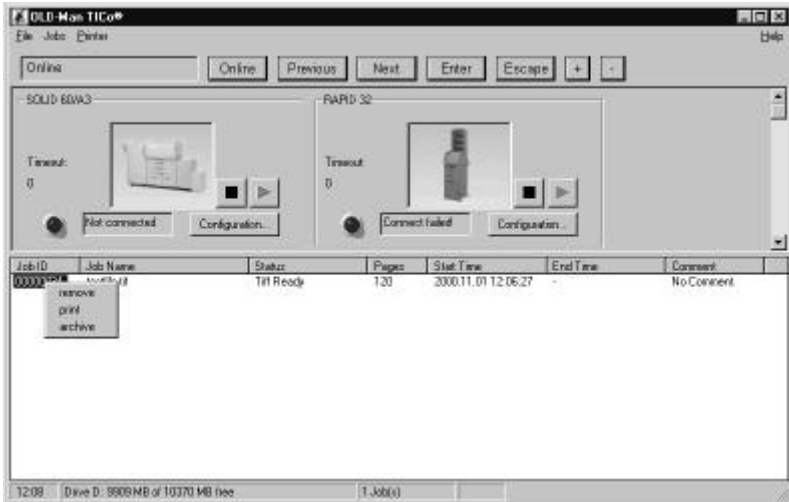 OLD-Man TICo®
File Jobs Printer Help
Online Online Previous Next Enter Escape + -
SOLID 60/A3 RAPID 32
Timeout: Timeout
0 0
Not connected Configuration... Connect failed! Configuration...
Job ID Job Name Status Pages Start Time End Time Comment
Tiff Ready 120 2000.11.01 12:06:27 - No Comment
remove
print
archive
12:08 Drive D: 9909 MB of 10370 MB free 1 Job(s)